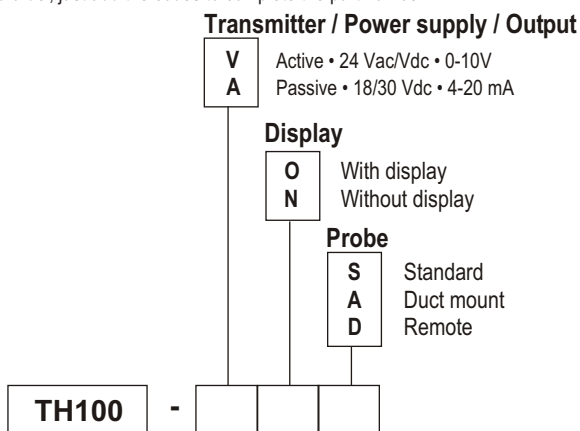 Transmitter / Power supply / Output
V Active • 24 Vac/Vdc • 0-10V
A Passive • 18/30 Vdc • 4-20 mA
Display
O With display
N Without display
Probe
S Standard
A Duct mount
D Remote
TH100 -